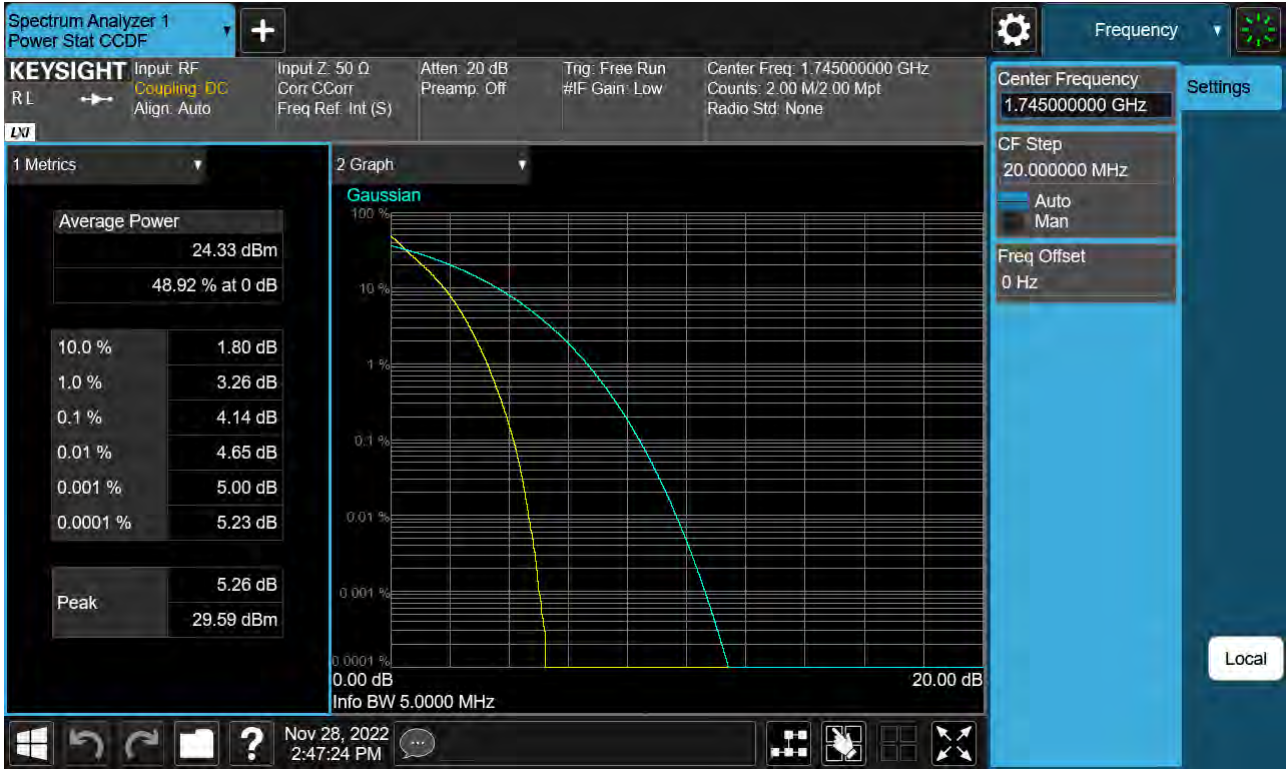 Spectrum Analyzer 1
Power Stat CCDF
Frequency
KEYSIGHT
R L
LXI
Input: RF
Coupling: DC
Align: Auto
Input Z: 50 Ω
Corr CCorr
Freq Ref: Int (S)
Atten: 20 dB
Preamp: Off
Trig: Free Run
#IF Gain: Low
Center Freq: 1.745000000 GHz
Counts: 2.00 M/2.00 Mpt
Radio Std: None
Center Frequency
1.745000000 GHz
Settings
CF Step
20.000000 MHz
Auto
Man
Freq Offset
0 Hz
1 Metrics
Average Power
24.33 dBm
48.92 % at 0 dB
10.0 % 1.80 dB
1.0 % 3.26 dB
0.1 % 4.14 dB
0.01 % 4.65 dB
0.001 % 5.00 dB
0.0001 % 5.23 dB
Peak
5.26 dB
29.59 dBm
2 Graph
Gaussian
100 %
10 %
1 %
0.1 %
0.01 %
0.001 %
0.0001 %
0.00 dB 20.00 dB
Info BW 5.0000 MHz
Local
Nov 28, 2022
2:47:24 PM